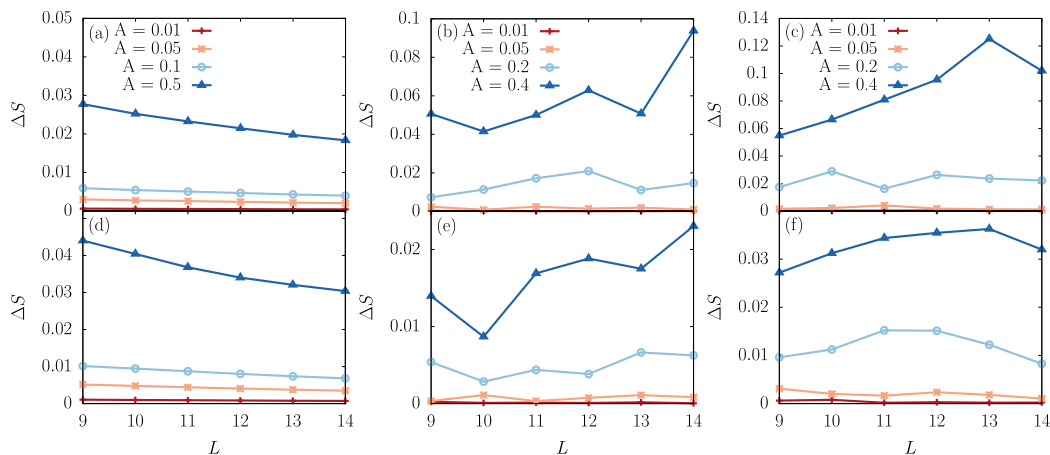 (a)
A = 0.01
A = 0.05
A = 0.1
A = 0.5
0.05
0.04
0.03
0.02
0.01
0
ΔS
(b)
A = 0.01
A = 0.05
A = 0.2
A = 0.4
0.1
0.08
0.06
0.04
0.02
0
ΔS
(c)
A = 0.01
A = 0.05
A = 0.2
A = 0.4
0.14
0.12
0.1
0.08
0.06
0.04
0.02
0
ΔS
(d)
0.04
0.03
0.02
0.01
0
ΔS
9 10 11 12 13 14
L
(e)
0.02
0.01
0
ΔS
9 10 11 12 13 14
L
(f)
0.03
0.02
0.01
0
ΔS
9 10 11 12 13 14
L